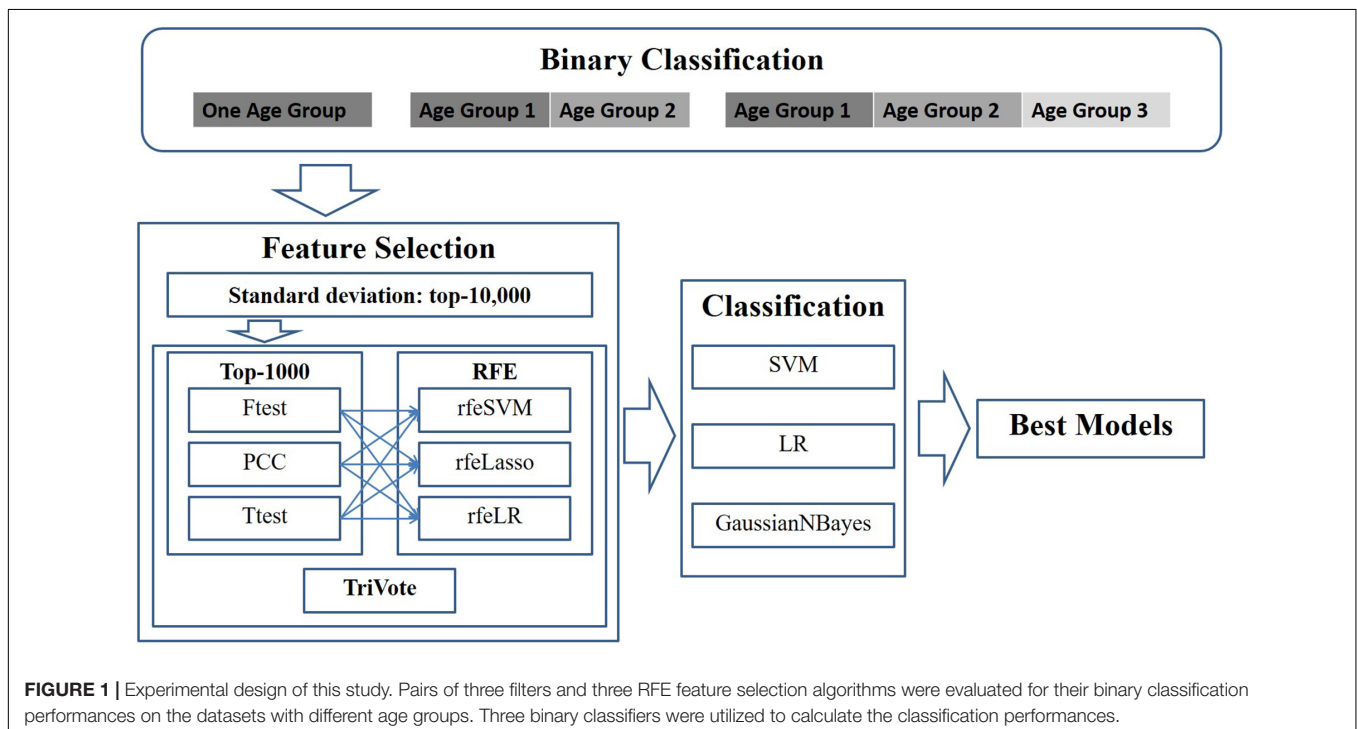 Binary Classification
One Age Group
Age Group 1 Age Group 2
Age Group 1 Age Group 2 Age Group 3
Feature Selection
Standard deviation: top-10,000
Top-1000
Ftest
PCC
Ttest
RFE
rfeSVM
rfeLasso
rfeLR
TriVote
Classification
SVM
LR
GaussianNBayes
Best Models
FIGURE 1 | Experimental design of this study. Pairs of three filters and three RFE feature selection algorithms were evaluated for their binary classification
performances on the datasets with different age groups. Three binary classifiers were utilized to calculate the classification performances.